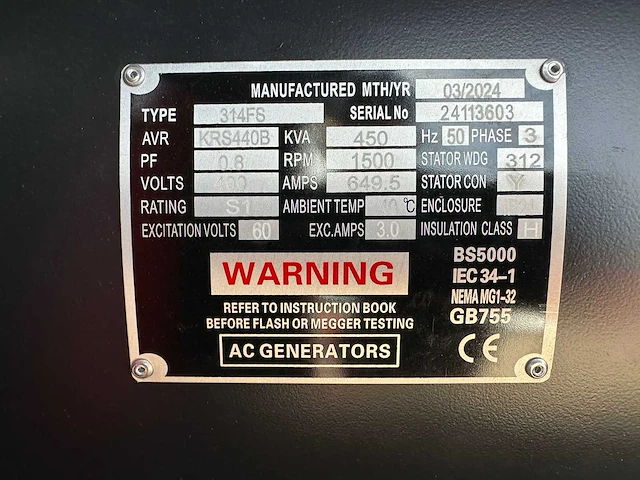 MANUFACTURED MTH/YR 03/2024
TYPE 314FS SERIAL No 24113603
AVR KRS440B KVA 450 Hz 50 PHASE 3
PF 0.8 RPM 1500 STATOR WDG 312
VOLTS AMPS 649.5 STATOR CON Y
RATING S1 AMBIENT TEMP 40 °C ENCLOSURE
EXCITATION VOLTS 60 EXC.AMPS 3.0 INSULATION CLASS H
BS5000
WARNING IEC 34-1
NEMA MG1-32
REFER TO INSTRUCTION BOOK GB755
BEFORE FLASH OR MEGGER TESTING
AC GENERATORS CE